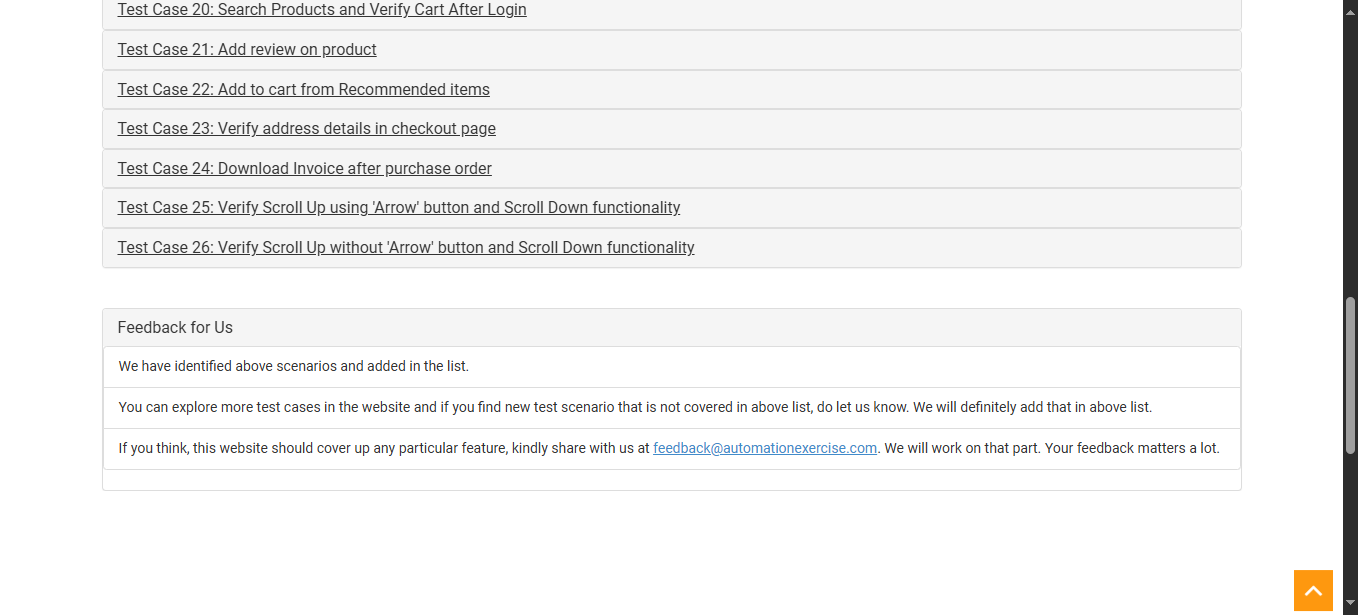 Test Case 20: Search Products and Verify Cart After Login
Test Case 21: Add review on product
Test Case 22: Add to cart from Recommended items
Test Case 23: Verify address details in checkout page
Test Case 24: Download Invoice after purchase order
Test Case 25: Verify Scroll Up using 'Arrow' button and Scroll Down functionality
Test Case 26: Verify Scroll Up without 'Arrow' button and Scroll Down functionality
Feedback for Us
We have identified above scenarios and added in the list.
You can explore more test cases in the website and if you find new test scenario that is not covered in above list, do let us know. We will definitely add that in above list.
If you think, this website should cover up any particular feature, kindly share with us at feedback@automationexercise.com. We will work on that part. Your feedback matters a lot.